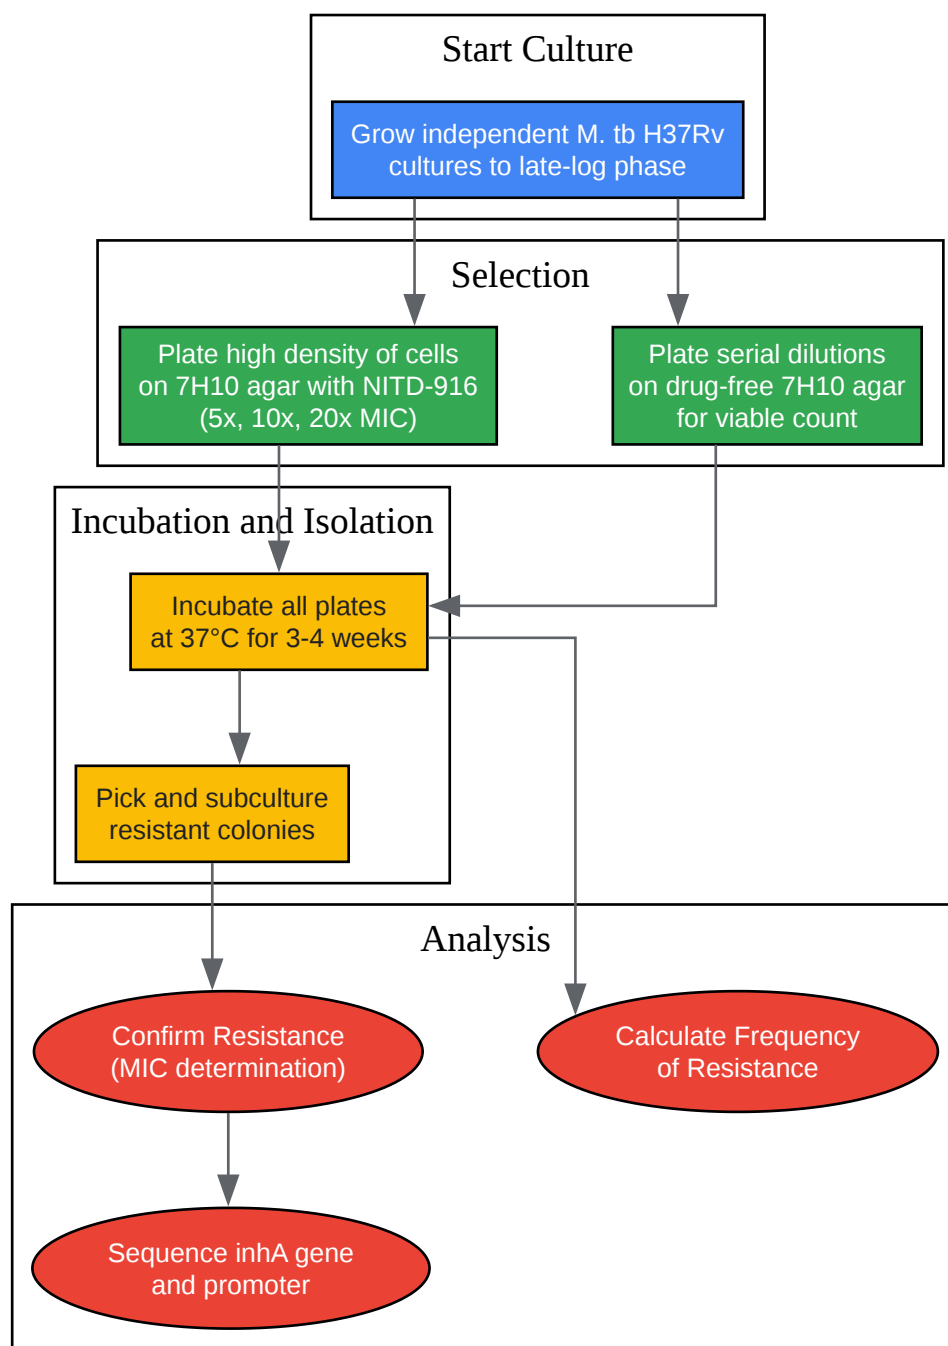 Start Culture
Grow independent M. tb H37Rv
cultures to late-log phase
Selection
Plate high density of cells
on 7H10 agar with NITD-916
(5x, 10x, 20x MIC)
Plate serial dilutions
on drug-free 7H10 agar
for viable count
Incubation and Isolation
Incubate all plates
at 37°C for 3-4 weeks
Pick and subculture
resistant colonies
Analysis
Confirm Resistance
(MIC determination)
Calculate Frequency
of Resistance
Sequence inhA gene
and promoter